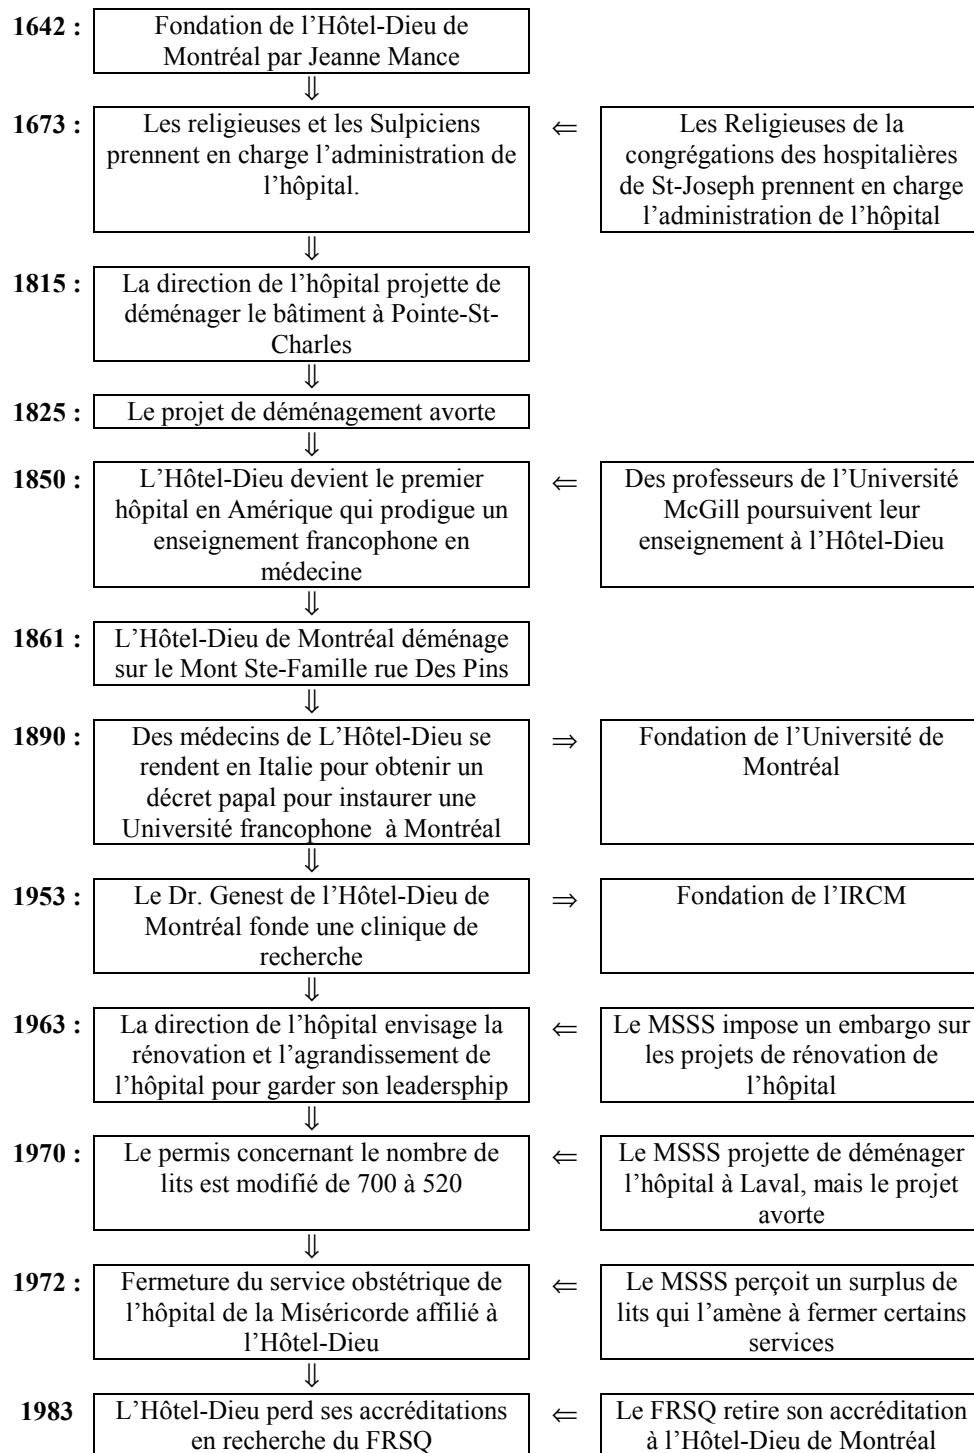 1642 :
Fondation de l'Hôtel-Dieu de
Montréal par Jeanne Mance
⇓
1673 :
Les religieuses et les Sulpiciens
prennent en charge l'administration de
l'hôpital.
⇐
Les Religieuses de la
congrégations des hospitalières
de St-Joseph prennent en charge
l'administration de l'hôpital
⇓
1815 :
La direction de l'hôpital projette de
déménager le bâtiment à Pointe-St-
Charles
⇓
1825 :
Le projet de déménagement avorte
⇓
1850 :
L'Hôtel-Dieu devient le premier
hôpital en Amérique qui prodigue un
enseignement francophone en
médecine
⇐
Des professeurs de l'Université
McGill poursuivent leur
enseignement à l'Hôtel-Dieu
⇓
1861 :
L'Hôtel-Dieu de Montréal déménage
sur le Mont Ste-Famille rue Des Pins
⇓
1890 :
Des médecins de L'Hôtel-Dieu se
rendent en Italie pour obtenir un
décret papal pour instaurer une
Université francophone à Montréal
⇒
Fondation de l'Université de
Montréal
⇓
1953 :
Le Dr. Genest de l'Hôtel-Dieu de
Montréal fonde une clinique de
recherche
⇒
Fondation de l'IRCM
⇓
1963 :
La direction de l'hôpital envisage la
rénovation et l'agrandissement de
l'hôpital pour garder son leadersphip
⇐
Le MSSS impose un embargo sur
les projets de rénovation de
l'hôpital
⇓
1970 :
Le permis concernant le nombre de
lits est modifié de 700 à 520
⇐
Le MSSS projette de déménager
l'hôpital à Laval, mais le projet
avorte
⇓
1972 :
Fermeture du service obstétrique de
l'hôpital de la Miséricorde affilié à
l'Hôtel-Dieu
⇐
Le MSSS perçoit un surplus de
lits qui l'amène à fermer certains
services
⇓
1983
L'Hôtel-Dieu perd ses accréditations
en recherche du FRSQ
⇐
Le FRSQ retire son accréditation
à l'Hôtel-Dieu de Montréal